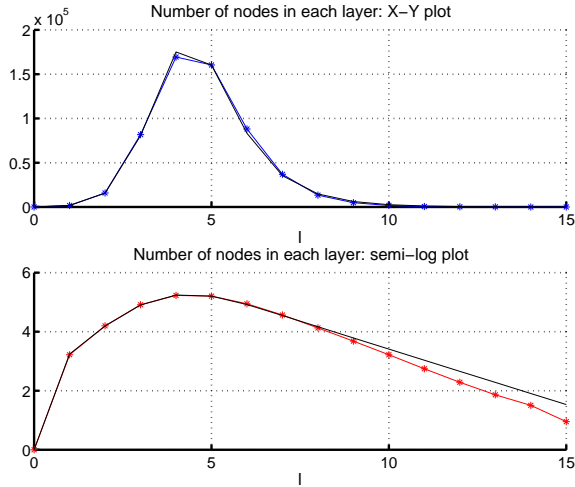 Number of nodes in each layer: X−Y plot
x 10^5
2
1.5
1
0.5
0
0 5 10 15
l
Number of nodes in each layer: semi−log plot
6
4
2
0
0 5 10 15
l